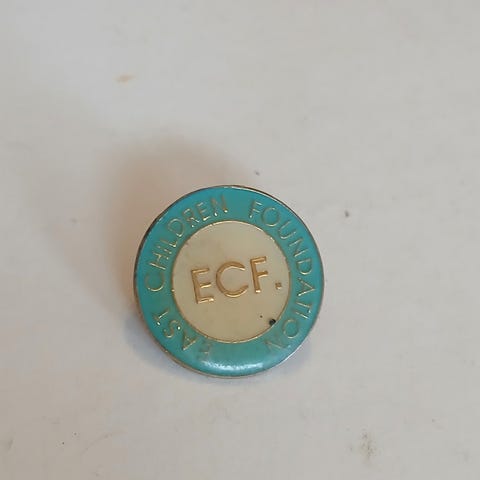 EAST CHILDREN FOUNDATION
ECF.